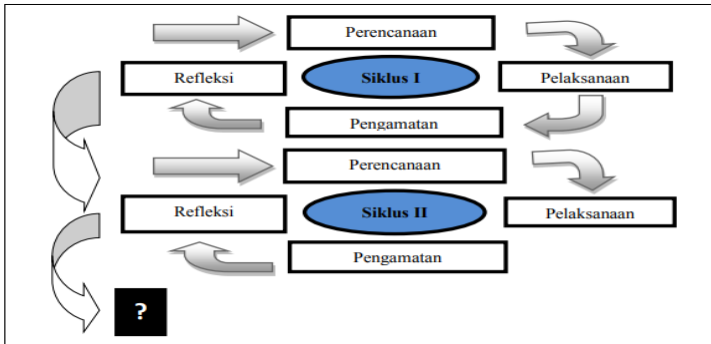 Perencanaan
Refleksi
Siklus I
Pelaksanaan
Pengamatan
Perencanaan
Refleksi
Siklus II
Pelaksanaan
Pengamatan
?